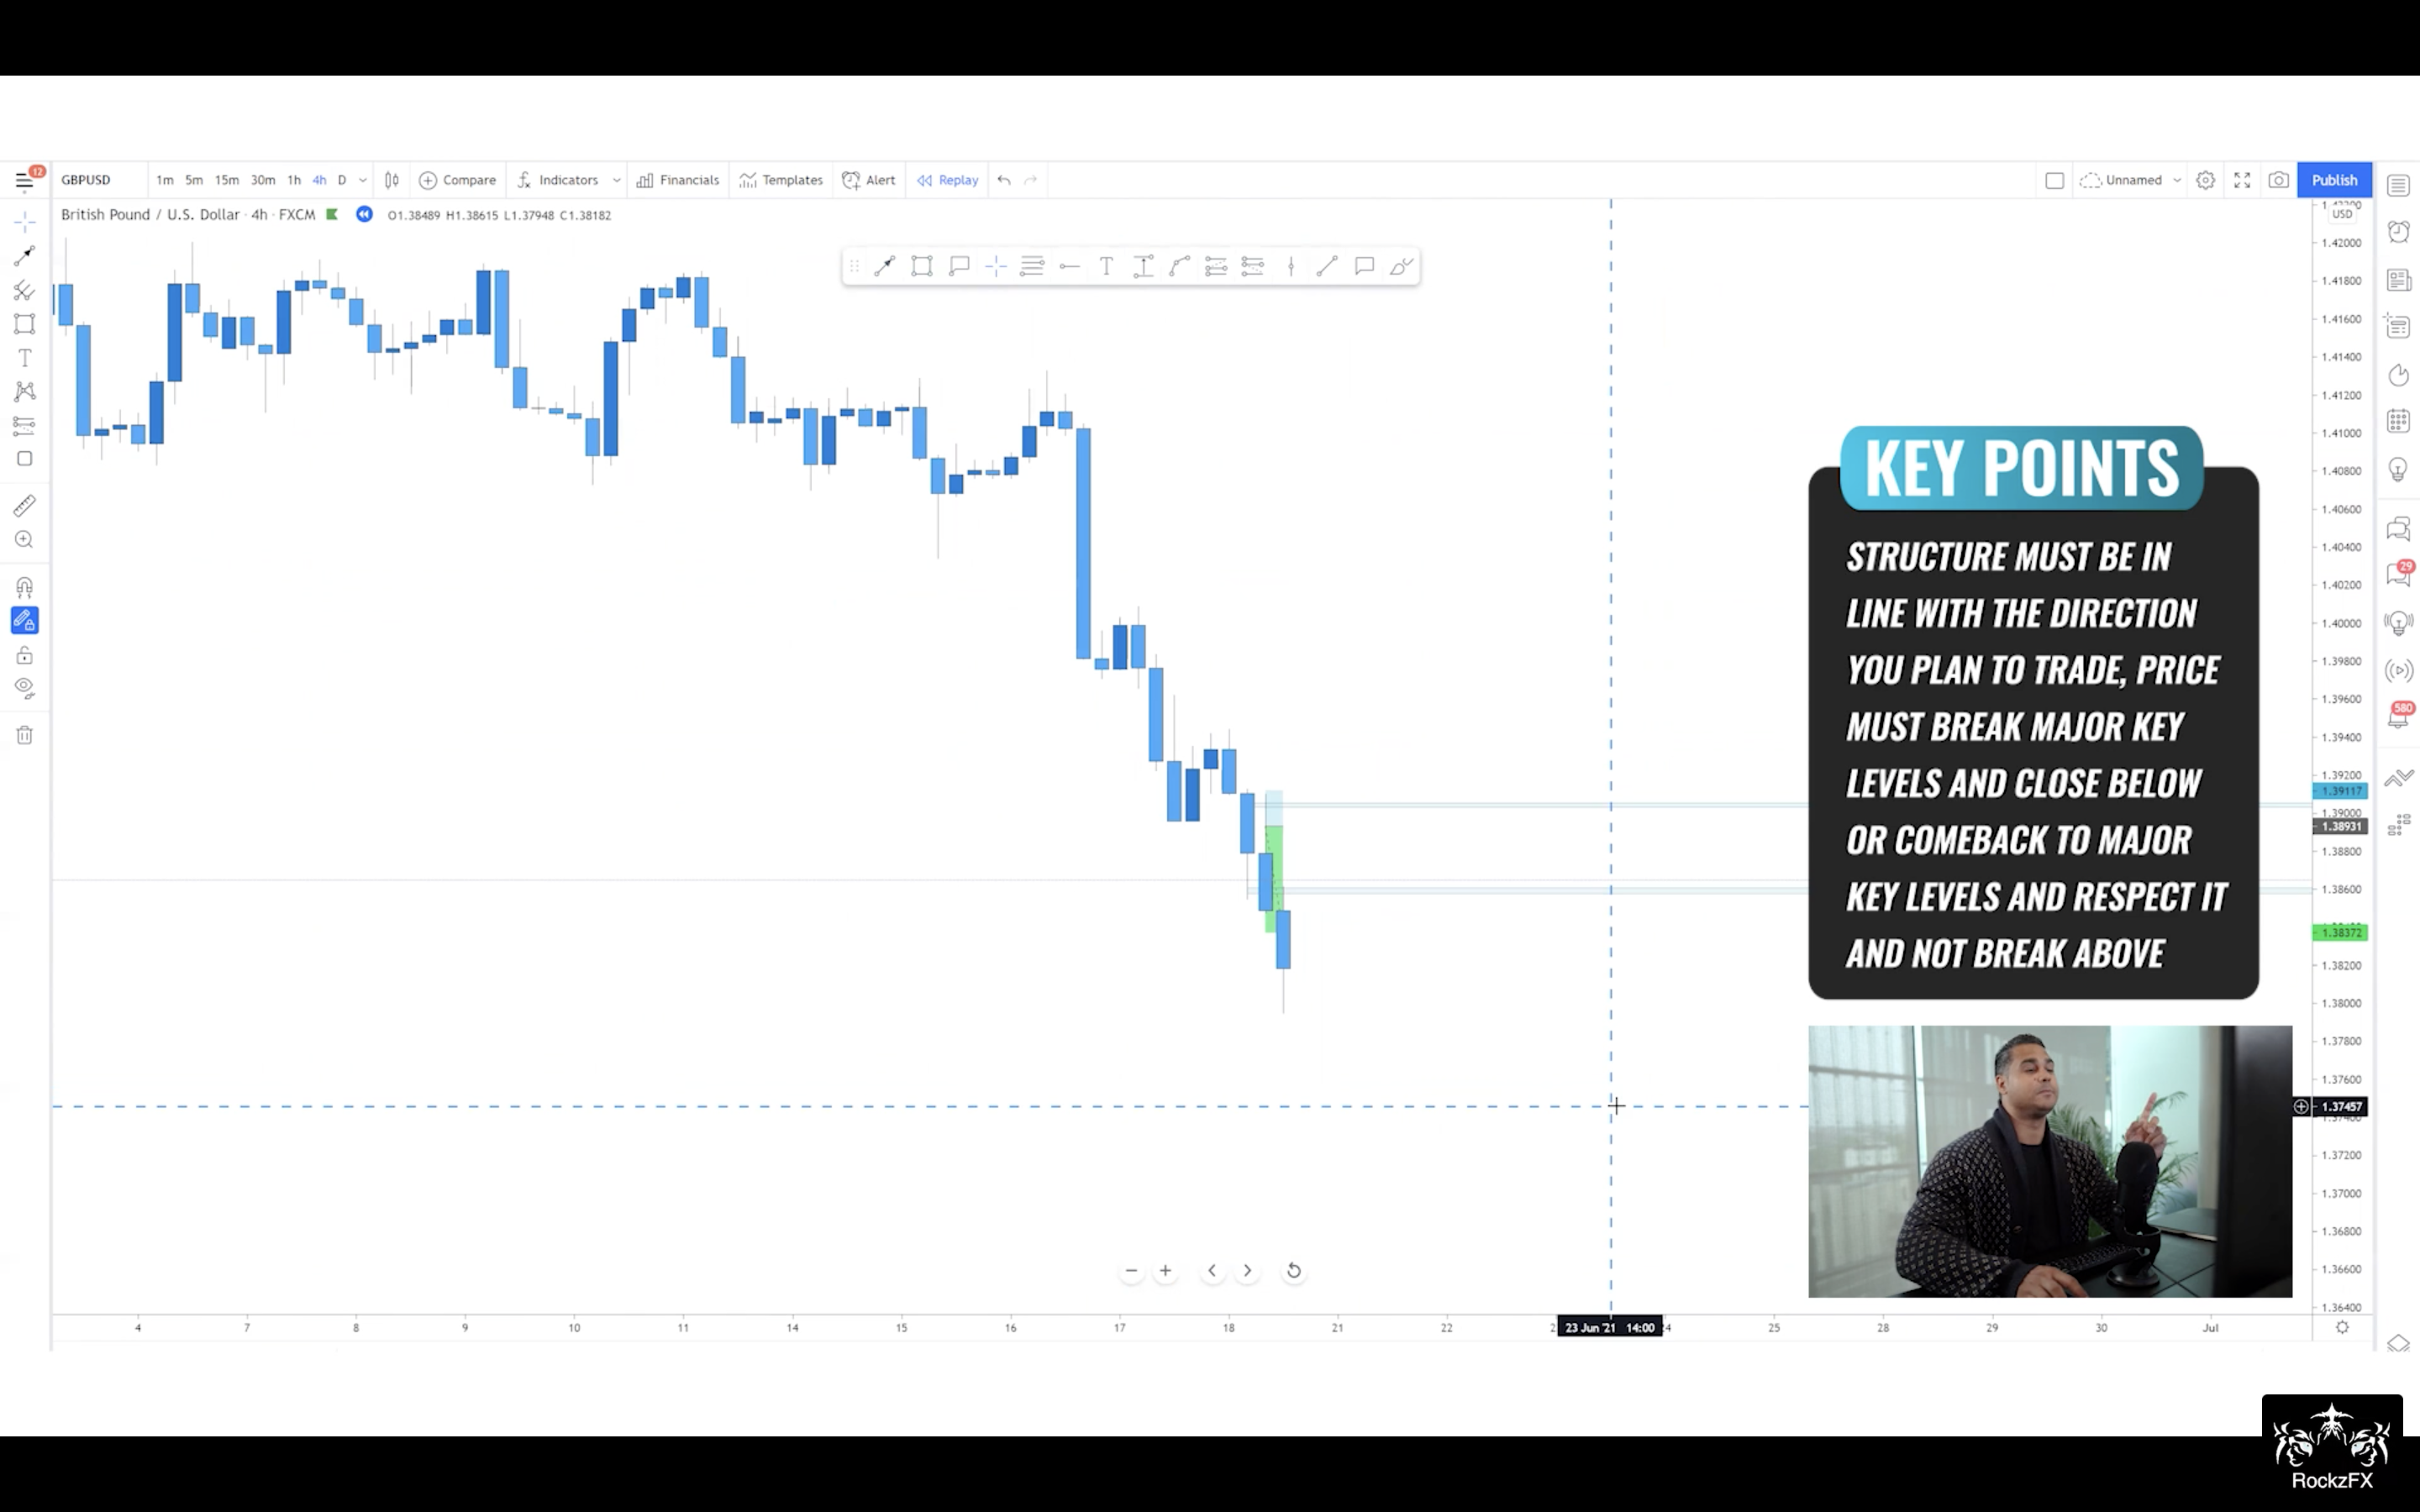 12
GBPUSD
1m 5m 15m 30m 1h 4h D
Compare
Indicators
Financials
Templates
Alert
Replay
Unnamed
Publish
British Pound / U.S. Dollar · 4h · FXCM
O1.38489 H1.38615 L1.37948 C1.38182
USD
1.42000
1.41800
1.41600
1.41400
1.41200
1.41000
1.40800
1.40600
1.40400
1.40200
1.40000
1.39800
1.39600
1.39400
1.39200
1.39117
1.39000
1.38931
1.38800
1.38600
1.38372
1.38200
1.38000
1.37800
1.37600
1.37457
1.37200
1.37000
1.36800
1.36600
1.36400
29
580
KEY POINTS
STRUCTURE MUST BE IN
LINE WITH THE DIRECTION
YOU PLAN TO TRADE, PRICE
MUST BREAK MAJOR KEY
LEVELS AND CLOSE BELOW
OR COMEBACK TO MAJOR
KEY LEVELS AND RESPECT IT
AND NOT BREAK ABOVE
4 7 8 9 10 11 14 15 16 17 18 21 22 23 Jun '21 14:00 25 28 29 30 Jul
RockzFX